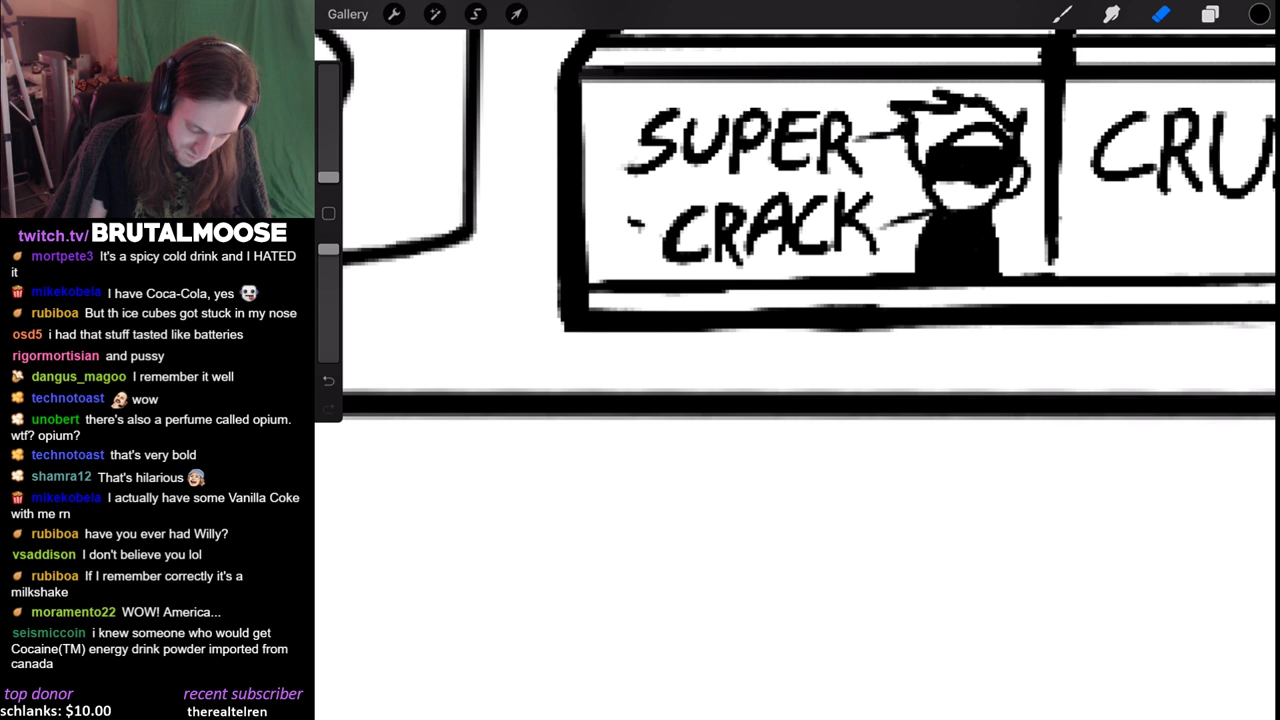 Gallery
SUPER
CRACK
CRU
twitch.tv/BRUTALMOOSE
mortpete3 It's a spicy cold drink and I HATED
it
mikekobela I have Coca-Cola, yes
rubiboa But th ice cubes got stuck in my nose
osd5 i had that stuff tasted like batteries
rigormortisian and pussy
dangus_magoo I remember it well
technotoast wow
unobert there's also a perfume called opium.
wtf? opium?
technotoast that's very bold
shamra12 That's hilarious
mikekobela I actually have some Vanilla Coke
with me rn
rubiboa have you ever had Willy?
vsaddison I don't believe you lol
rubiboa If I remember correctly it's a
milkshake
moramento22 WOW! America...
seismiccoin i knew someone who would get
Cocaine(TM) energy drink powder imported from
canada
top donor
schlanks: $10.00
recent subscriber
therealtelren